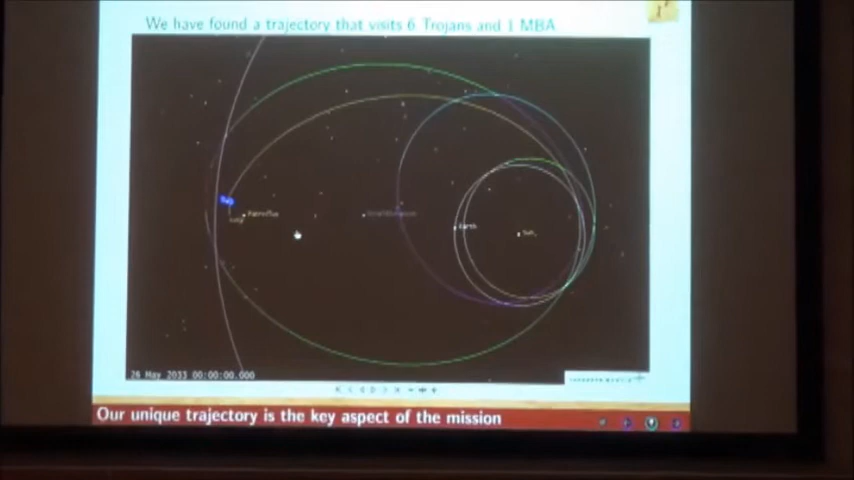 We have found a trajectory that visits 6 Trojans and 1 MBA
Earth
Sun
26 May 2033 00:00:00.000
Our unique trajectory is the key aspect of the mission